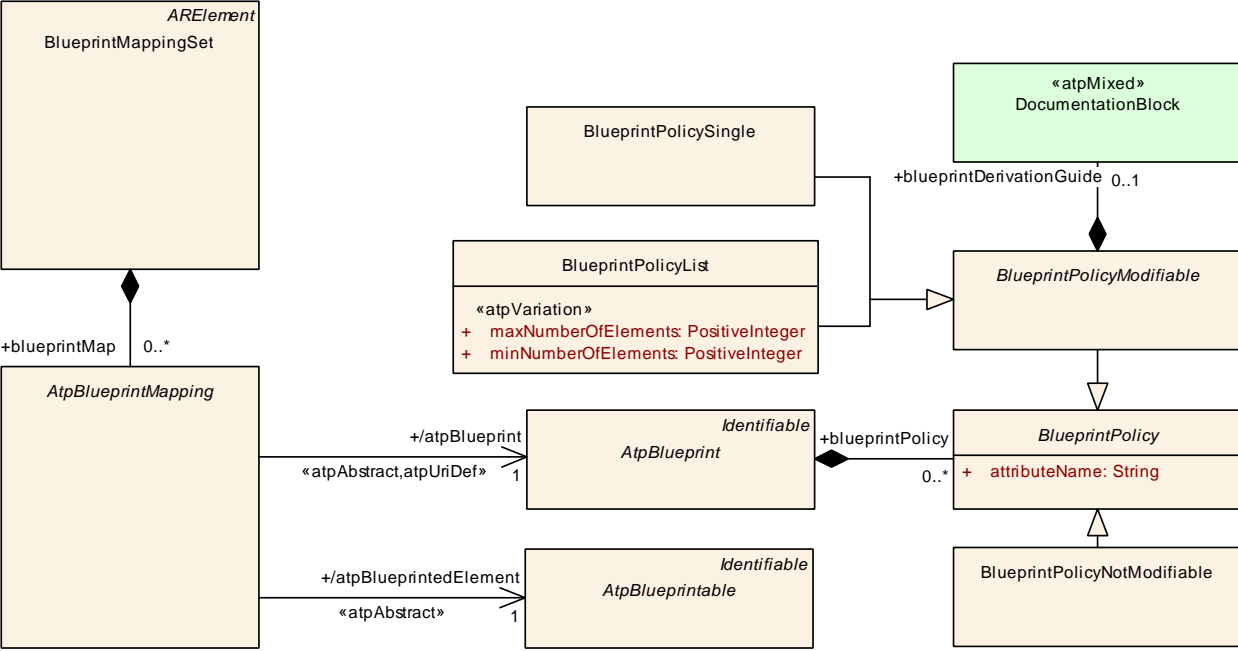 ARElement
BlueprintMappingSet
«atpMixed»
DocumentationBlock
BlueprintPolicySingle
+blueprintDerivationGuide
0..1
BlueprintPolicyList
«atpVariation»
+ maxNumberOfElements: PositiveInteger
+ minNumberOfElements: PositiveInteger
BlueprintPolicyModifiable
+blueprintMap
0..*
AtpBlueprintMapping
+/atpBlueprint
«atpAbstract,atpUriDef»
1
Identifiable
AtpBlueprint
+blueprintPolicy
0..*
BlueprintPolicy
+ attributeName: String
+/atpBlueprintedElement
«atpAbstract»
1
Identifiable
AtpBlueprintable
BlueprintPolicyNotModifiable